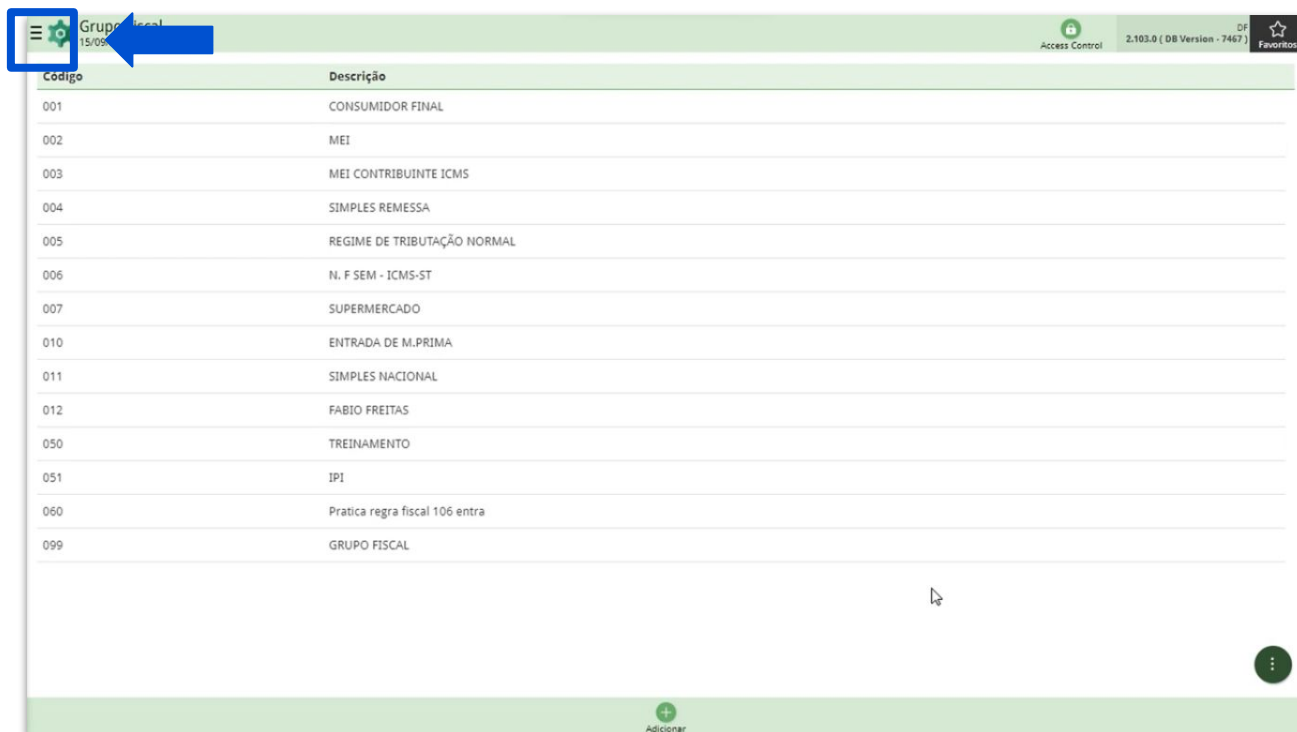 Access Control
DF
2.103.0 ( DB Version - 7467 )
Favoritos
Código Descrição
001 CONSUMIDOR FINAL
002 MEI
003 MEI CONTRIBUINTE ICMS
004 SIMPLES REMESSA
005 REGIME DE TRIBUTAÇÃO NORMAL
006 N. F SEM - ICMS-ST
007 SUPERMERCADO
010 ENTRADA DE M.PRIMA
011 SIMPLES NACIONAL
012 FABIO FREITAS
050 TREINAMENTO
051 IPI
060 Pratica regra fiscal 106 entra
099 GRUPO FISCAL
Adicionar